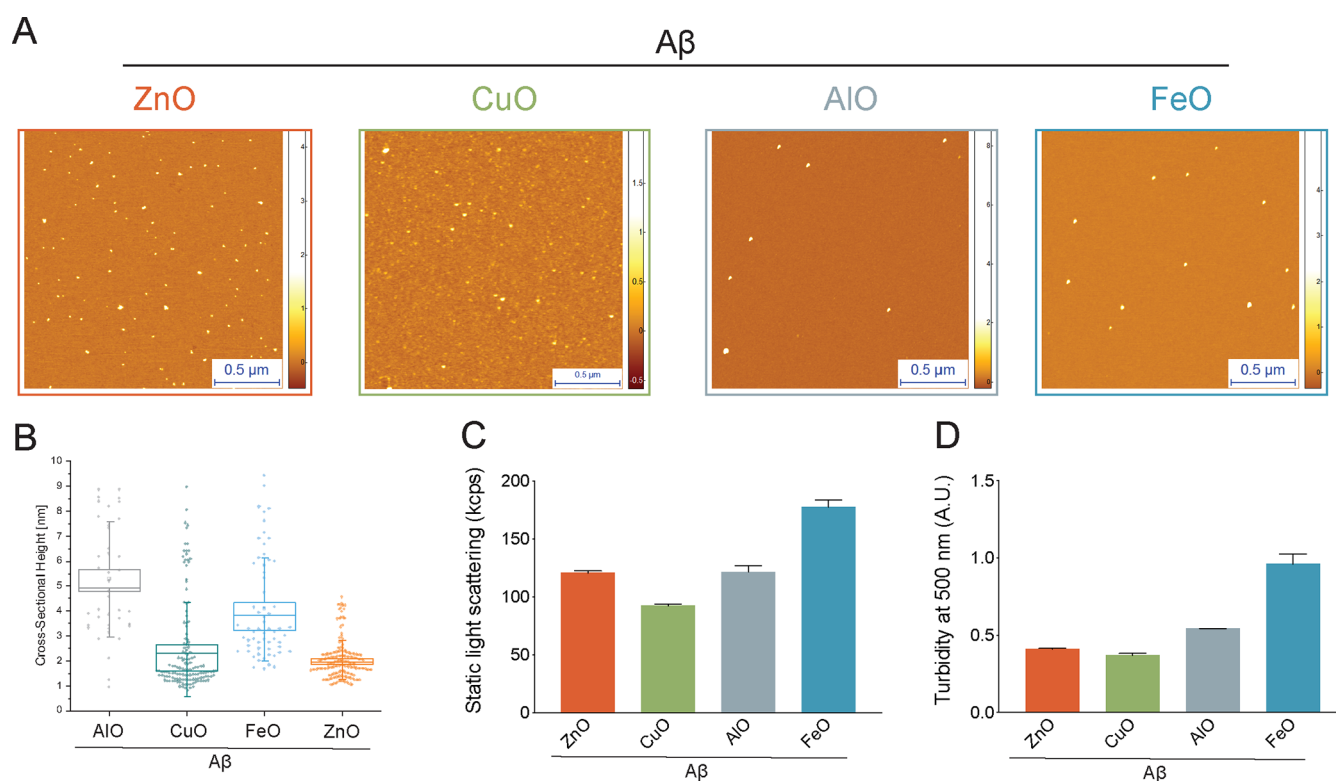 A
Aβ
ZnO
CuO
AlO
FeO
4
3
2
1
0
0.5 µm
1.5
1
0.5
0
-0.5
0.5 µm
8
6
4
2
0
0.5 µm
4
3
2
1
0
0.5 µm
B
Cross-Sectional Height [nm]
10
9
8
7
6
5
4
3
2
1
0
AlO
CuO
FeO
ZnO
Aβ
C
Static light scattering (kcps)
200
150
100
50
0
ZnO
CuO
AlO
FeO
Aβ
D
Turbidity at 500 nm (A.U.)
1.5
1.0
0.5
0.0
ZnO
CuO
AlO
FeO
Aβ